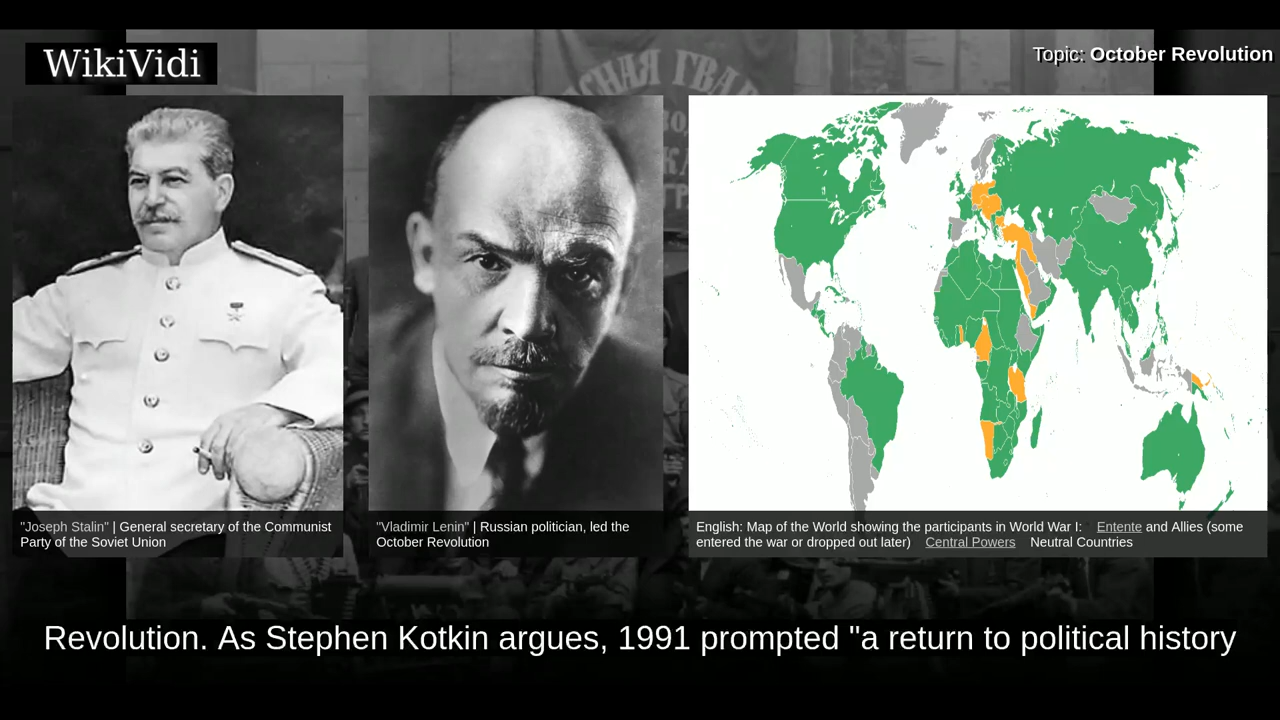 WikiVidi
Topic: October Revolution
СНАЯ ГВА
"Joseph Stalin" | General secretary of the Communist
Party of the Soviet Union
"Vladimir Lenin" | Russian politician, led the
October Revolution
English: Map of the World showing the participants in World War I: Entente and Allies (some
entered the war or dropped out later) Central Powers Neutral Countries
Revolution. As Stephen Kotkin argues, 1991 prompted "a return to political history